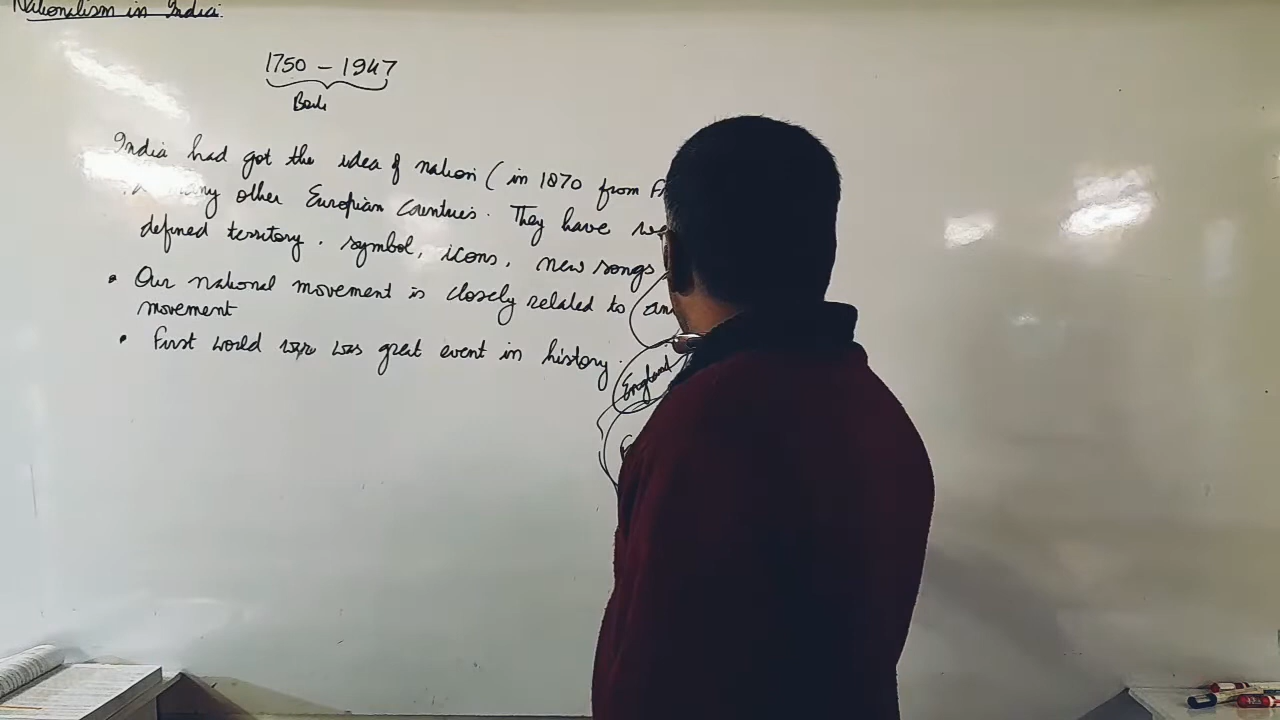 Nationalism in India.
1750 - 1947
India had got the idea of nation (in 1870 from
many other European Countries. They have
defined territory. symbol, icons, new songs
• Our national movement is closely related to
movement
• First world war was great event in history.
England